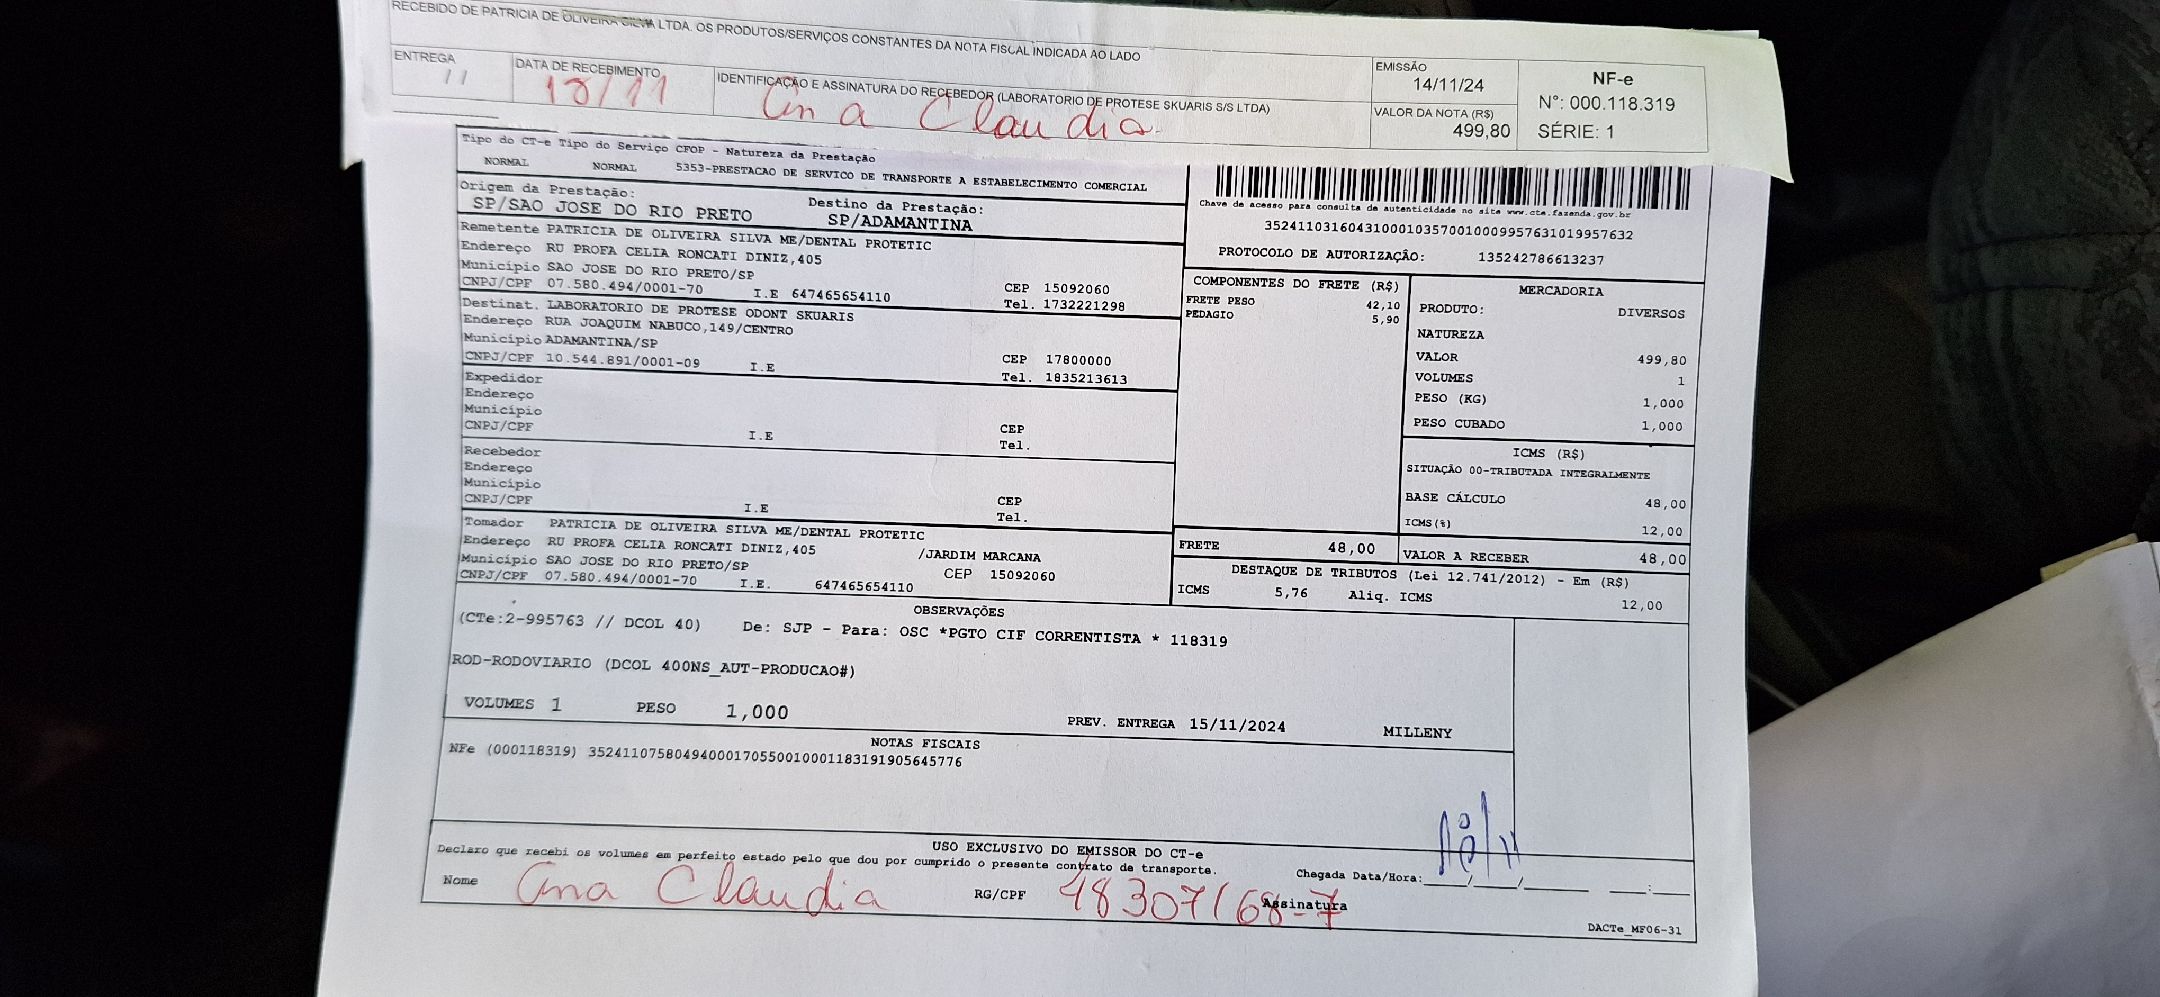 RECEBIDO DE PATRICIA DE OLIVEIRA SILVA LTDA. OS PRODUTOS/SERVIÇOS CONSTANTES DA NOTA FISCAL INDICADA AO LADO
ENTREGA
11
DATA DE RECEBIMENTO
18/11
IDENTIFICAÇÃO E ASSINATURA DO RECEBEDOR (LABORATORIO DE PROTESE SKUARIS S/S LTDA)
Ana Claudia
EMISSÃO
14/11/24
VALOR DA NOTA (R$)
499,80
NF-e
N°: 000.118.319
SÉRIE: 1
Tipo do CT-e Tipo do Serviço CFOP - Natureza da Prestação
NORMAL NORMAL 5353-PRESTACAO DE SERVICO DE TRANSPORTE A ESTABELECIMENTO COMERCIAL
Origem da Prestação: Destino da Prestação:
SP/SAO JOSE DO RIO PRETO SP/ADAMANTINA
Chave de acesso para consulta de autenticidade no site www.cte.fazenda.gov.br
35241103160431000103570010009957631019957632
PROTOCOLO DE AUTORIZAÇÃO: 135242786613237
Remetente PATRICIA DE OLIVEIRA SILVA ME/DENTAL PROTETIC
Endereço RU PROFA CELIA RONCATI DINIZ,405
Município SAO JOSE DO RIO PRETO/SP CEP 15092060
CNPJ/CPF 07.580.494/0001-70 I.E 647465654110 Tel. 1732221298
Destinat. LABORATORIO DE PROTESE ODONT SKUARIS
Endereço RUA JOAQUIM NABUCO,149/CENTRO
Município ADAMANTINA/SP CEP 17800000
CNPJ/CPF 10.544.891/0001-09 I.E Tel. 1835213613
Expedidor
Endereço
Município CEP
CNPJ/CPF I.E Tel.
Recebedor
Endereço
Município CEP
CNPJ/CPF I.E Tel.
Tomador PATRICIA DE OLIVEIRA SILVA ME/DENTAL PROTETIC
Endereço RU PROFA CELIA RONCATI DINIZ,405 /JARDIM MARCANA
Município SAO JOSE DO RIO PRETO/SP CEP 15092060
CNPJ/CPF 07.580.494/0001-70 I.E. 647465654110
COMPONENTES DO FRETE (R$)
FRETE PESO 42,10
PEDAGIO 5,90
MERCADORIA
PRODUTO: DIVERSOS
NATUREZA
VALOR 499,80
VOLUMES 1
PESO (KG) 1,000
PESO CUBADO 1,000
ICMS (R$)
SITUAÇÃO 00-TRIBUTADA INTEGRALMENTE
BASE CÁLCULO 48,00
ICMS(%) 12,00
FRETE 48,00 VALOR A RECEBER 48,00
DESTAQUE DE TRIBUTOS (Lei 12.741/2012) - Em (R$)
ICMS 5,76 Aliq. ICMS 12,00
OBSERVAÇÕES
(CTe:2-995763 // DCOL 40) De: SJP - Para: OSC *PGTO CIF CORRENTISTA * 118319
ROD-RODOVIARIO (DCOL 400NS_AUT-PRODUCAO#)
VOLUMES 1 PESO 1,000 PREV. ENTREGA 15/11/2024 MILLENY
NOTAS FISCAIS
NFe (000118319) 35241107580494000170550010001183191905645776
USO EXCLUSIVO DO EMISSOR DO CT-e
Declaro que recebi os volumes em perfeito estado pelo que dou por cumprido o presente contrato de transporte.
Chegada Data/Hora:____/____/______ ___:___
18/11
Nome Ana Claudia RG/CPF 48307168-7 Assinatura
DACTe_MF06-31